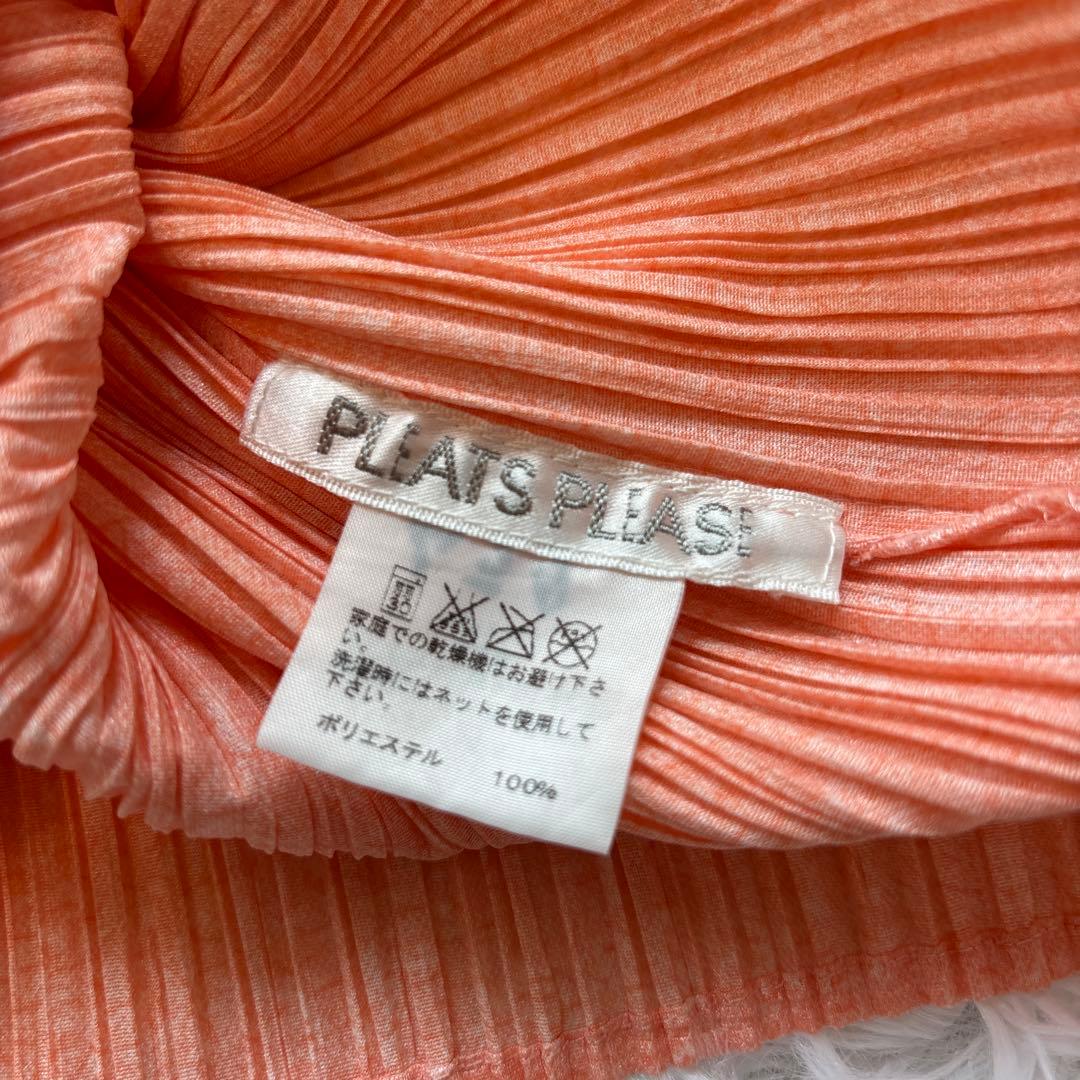 PLEATS PLEASE
家庭での乾燥機はお避け下さ
い。
洗濯時にはネットを使用して
下さい。
ポリエステル 100%